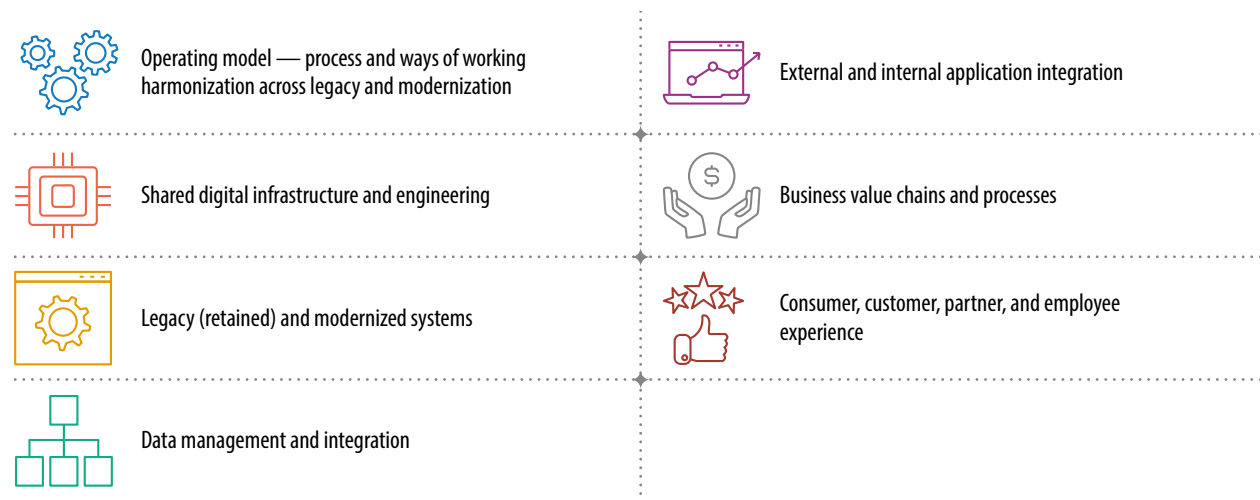 Operating model — process and ways of working
harmonization across legacy and modernization
Shared digital infrastructure and engineering
Legacy (retained) and modernized systems
Data management and integration
External and internal application integration
$
Business value chains and processes
Consumer, customer, partner, and employee
experience